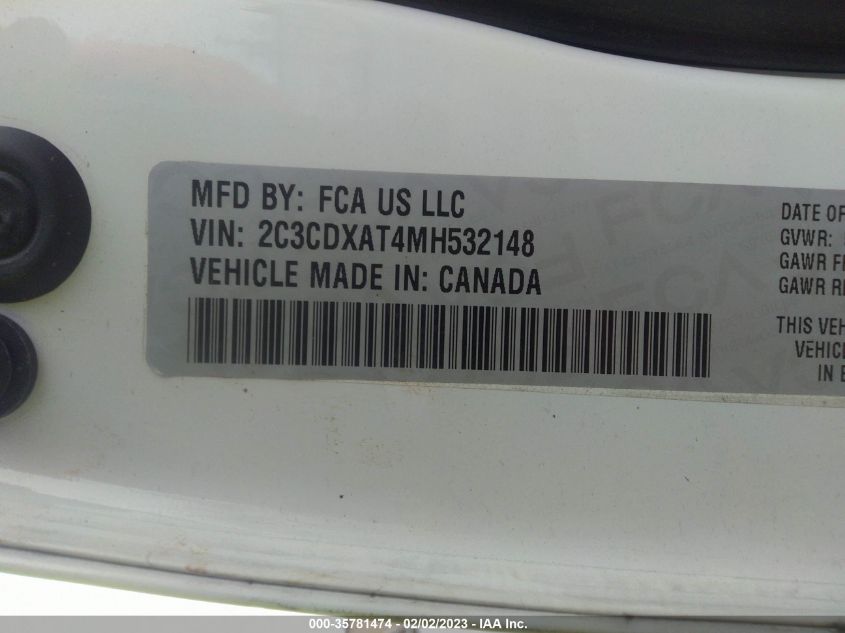 MFD BY: FCA US LLC
VIN: 2C3CDXAT4MH532148
VEHICLE MADE IN: CANADA
DATE OF
GVWR:
GAWR
GAWR
THIS VEH
VEHIC
IN
000-35781474 - 02/02/2023 - IAA Inc.